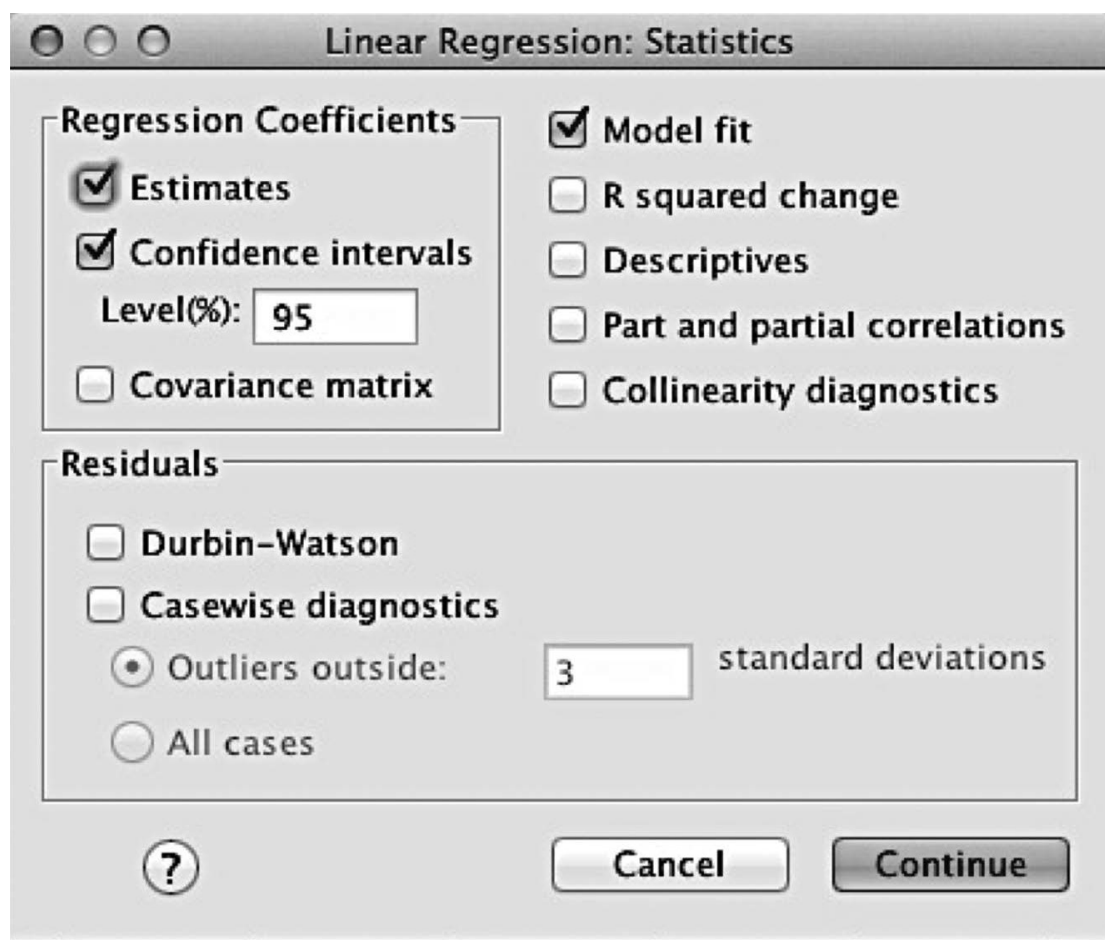 Linear Regression: Statistics
Regression Coefficients
Estimates
Confidence intervals
Level(%): 95
Covariance matrix
Model fit
R squared change
Descriptives
Part and partial correlations
Collinearity diagnostics
Residuals
Durbin-Watson
Casewise diagnostics
Outliers outside: 3 standard deviations
All cases
? Cancel Continue